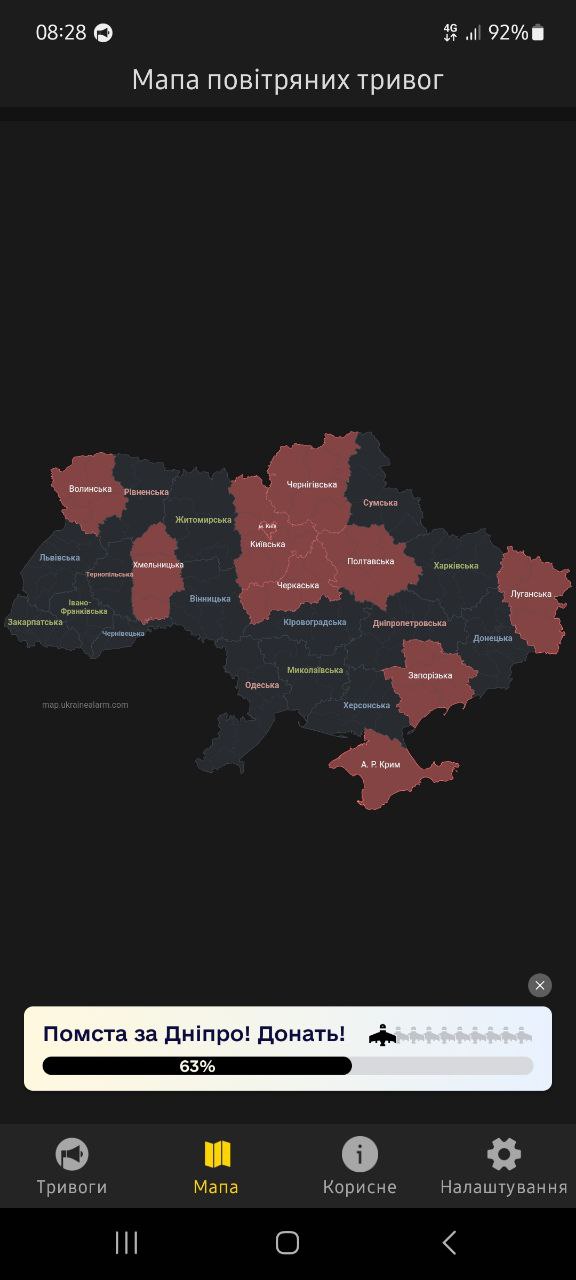 08:28
4G
92%
Мапа повітряних тривог
Волинська
Рівненська
Чернігівська
Житомирська
Сумська
м. Київ
Київська
Львівська
Хмельницька
Полтавська
Харківська
Тернопільська
Черкаська
Луганська
Вінницька
Івано-
Франківська
Закарпатська
Чернівецька
Кіровоградська
Дніпропетровська
Донецька
Миколаївська
Запорізька
Одеська
Херсонська
map.ukrainealarm.com
А. Р. Крим
Помста за Дніпро! Донать!
63%
Тривоги
Мапа
Корисне
Налаштування